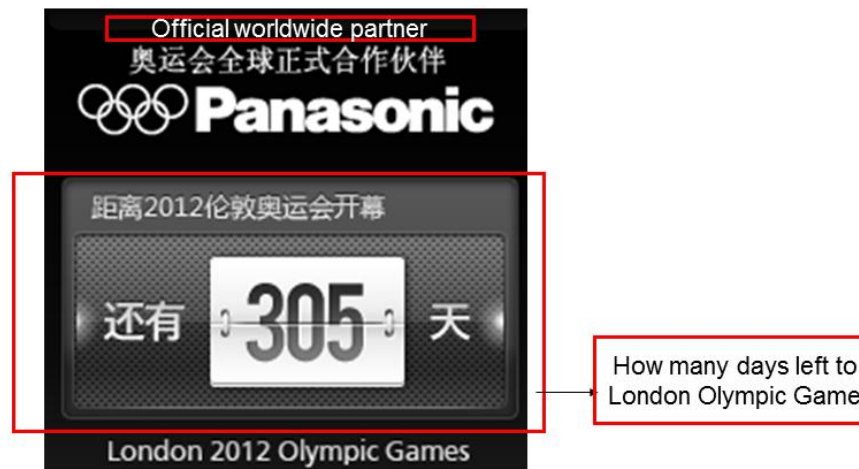 Official worldwide partner
奥运会全球正式合作伙伴
Panasonic
距离2012伦敦奥运会开幕
还有 305 天
How many days left to
London Olympic Game
London 2012 Olympic Games